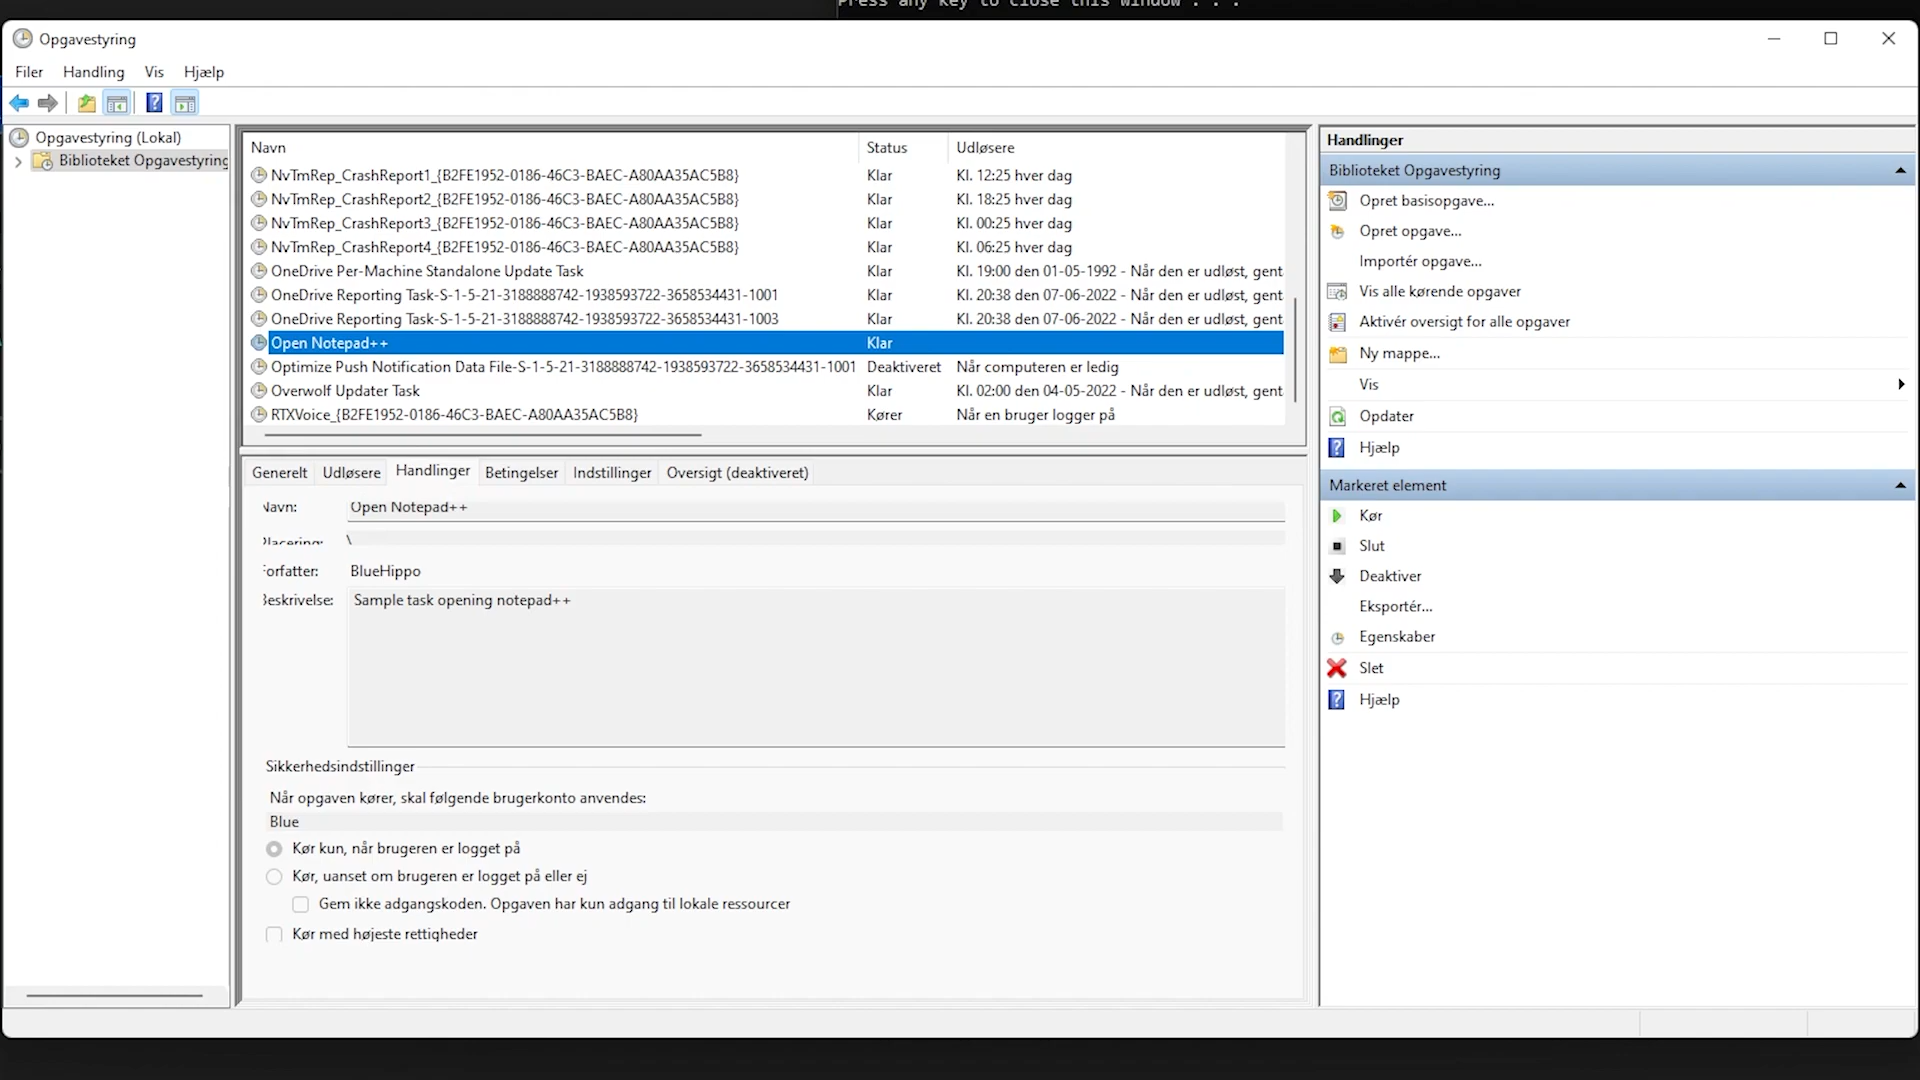 Press any key to close this window . . .
Opgavestyring
Filer Handling Vis Hjælp
Opgavestyring (Lokal)
Biblioteket Opgavestyring
Navn Status Udløsere
NvTmRep_CrashReport1_{B2FE1952-0186-46C3-BAEC-A80AA35AC5B8} Klar Kl. 12:25 hver dag
NvTmRep_CrashReport2_{B2FE1952-0186-46C3-BAEC-A80AA35AC5B8} Klar Kl. 18:25 hver dag
NvTmRep_CrashReport3_{B2FE1952-0186-46C3-BAEC-A80AA35AC5B8} Klar Kl. 00:25 hver dag
NvTmRep_CrashReport4_{B2FE1952-0186-46C3-BAEC-A80AA35AC5B8} Klar Kl. 06:25 hver dag
OneDrive Per-Machine Standalone Update Task Klar Kl. 19:00 den 01-05-1992 - Når den er udløst, gent
OneDrive Reporting Task-S-1-5-21-3188888742-1938593722-3658534431-1001 Klar Kl. 20:38 den 07-06-2022 - Når den er udløst, gent
OneDrive Reporting Task-S-1-5-21-3188888742-1938593722-3658534431-1003 Klar Kl. 20:38 den 07-06-2022 - Når den er udløst, gent
Open Notepad++ Klar
Optimize Push Notification Data File-S-1-5-21-3188888742-1938593722-3658534431-1001 Deaktiveret Når computeren er ledig
Overwolf Updater Task Klar Kl. 02:00 den 04-05-2022 - Når den er udløst, gent
RTXVoice_{B2FE1952-0186-46C3-BAEC-A80AA35AC5B8} Kører Når en bruger logger på
Generelt Udløsere Handlinger Betingelser Indstillinger Oversigt (deaktiveret)
Navn: Open Notepad++
Placering: \
Forfatter: BlueHippo
Beskrivelse: Sample task opening notepad++
Sikkerhedsindstillinger
Når opgaven kører, skal følgende brugerkonto anvendes:
Blue
Kør kun, når brugeren er logget på
Kør, uanset om brugeren er logget på eller ej
Gem ikke adgangskoden. Opgaven har kun adgang til lokale ressourcer
Kør med højeste rettigheder
Handlinger
Biblioteket Opgavestyring
Opret basisopgave...
Opret opgave...
Importér opgave...
Vis alle kørende opgaver
Aktivér oversigt for alle opgaver
Ny mappe...
Vis
Opdater
Hjælp
Markeret element
Kør
Slut
Deaktiver
Eksportér...
Egenskaber
Slet
Hjælp